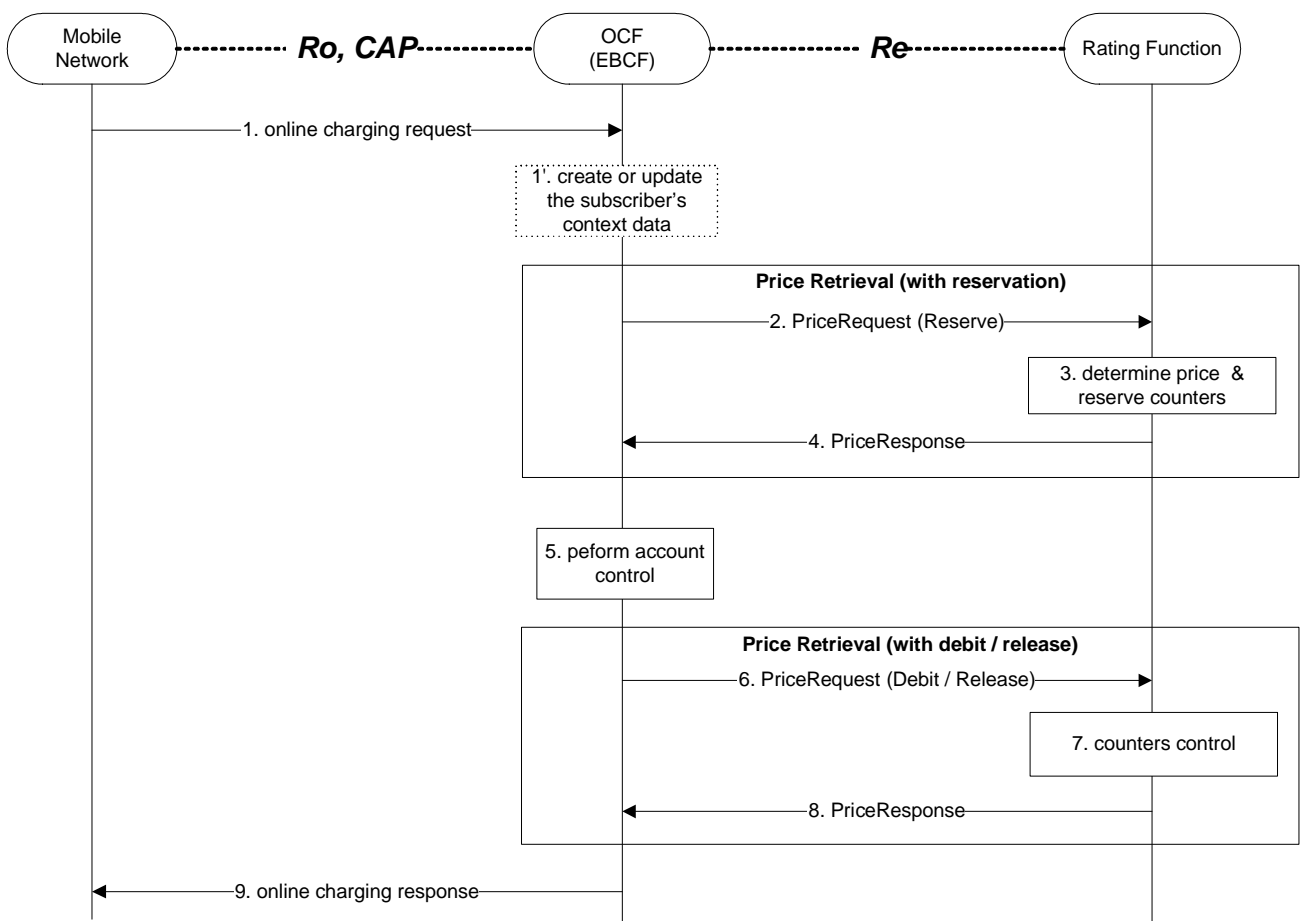 Mobile
Network
Ro, CAP
OCF
(EBCF)
Re
Rating Function
1. online charging request
1'. create or update
the subscriber's
context data
Price Retrieval (with reservation)
2. PriceRequest (Reserve)
3. determine price &
reserve counters
4. PriceResponse
5. peform account
control
Price Retrieval (with debit / release)
6. PriceRequest (Debit / Release)
7. counters control
8. PriceResponse
9. online charging response